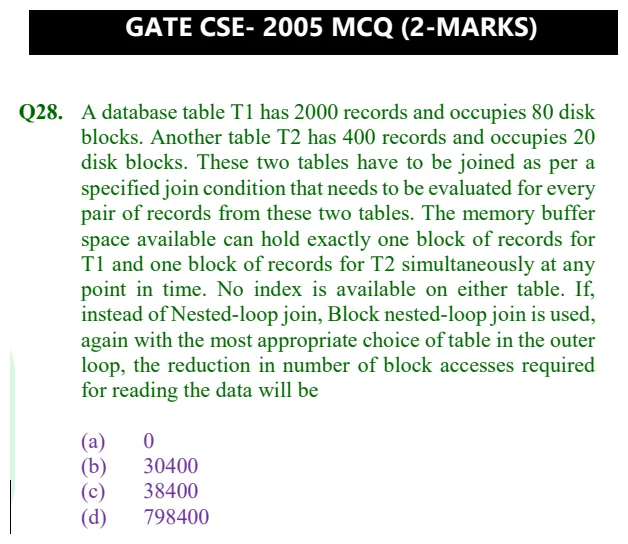 GATE CSE- 2005 MCQ (2-MARKS)
Q28. A database table T1 has 2000 records and occupies 80 disk
blocks. Another table T2 has 400 records and occupies 20
disk blocks. These two tables have to be joined as per a
specified join condition that needs to be evaluated for every
pair of records from these two tables. The memory buffer
space available can hold exactly one block of records for
T1 and one block of records for T2 simultaneously at any
point in time. No index is available on either table. If,
instead of Nested-loop join, Block nested-loop join is used,
again with the most appropriate choice of table in the outer
loop, the reduction in number of block accesses required
for reading the data will be
(a) 0
(b) 30400
(c) 38400
(d) 798400